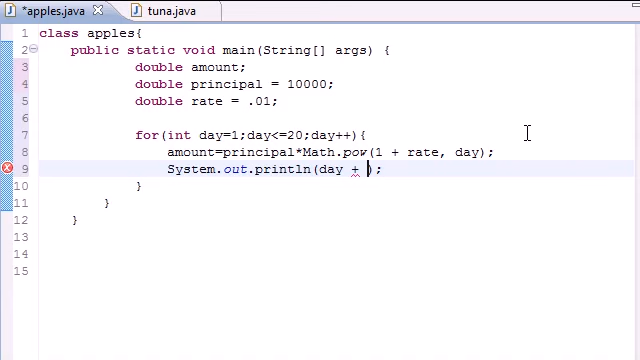 *apples.java tuna.java
1 class apples{
2 public static void main(String[] args) {
3 double amount;
4 double principal = 10000;
5 double rate = .01;
6
7 for(int day=1;day<=20;day++){
8 amount=principal*Math.pow(1 + rate, day);
9 System.out.println(day + );
10 }
11 }
12 }
13
14
15